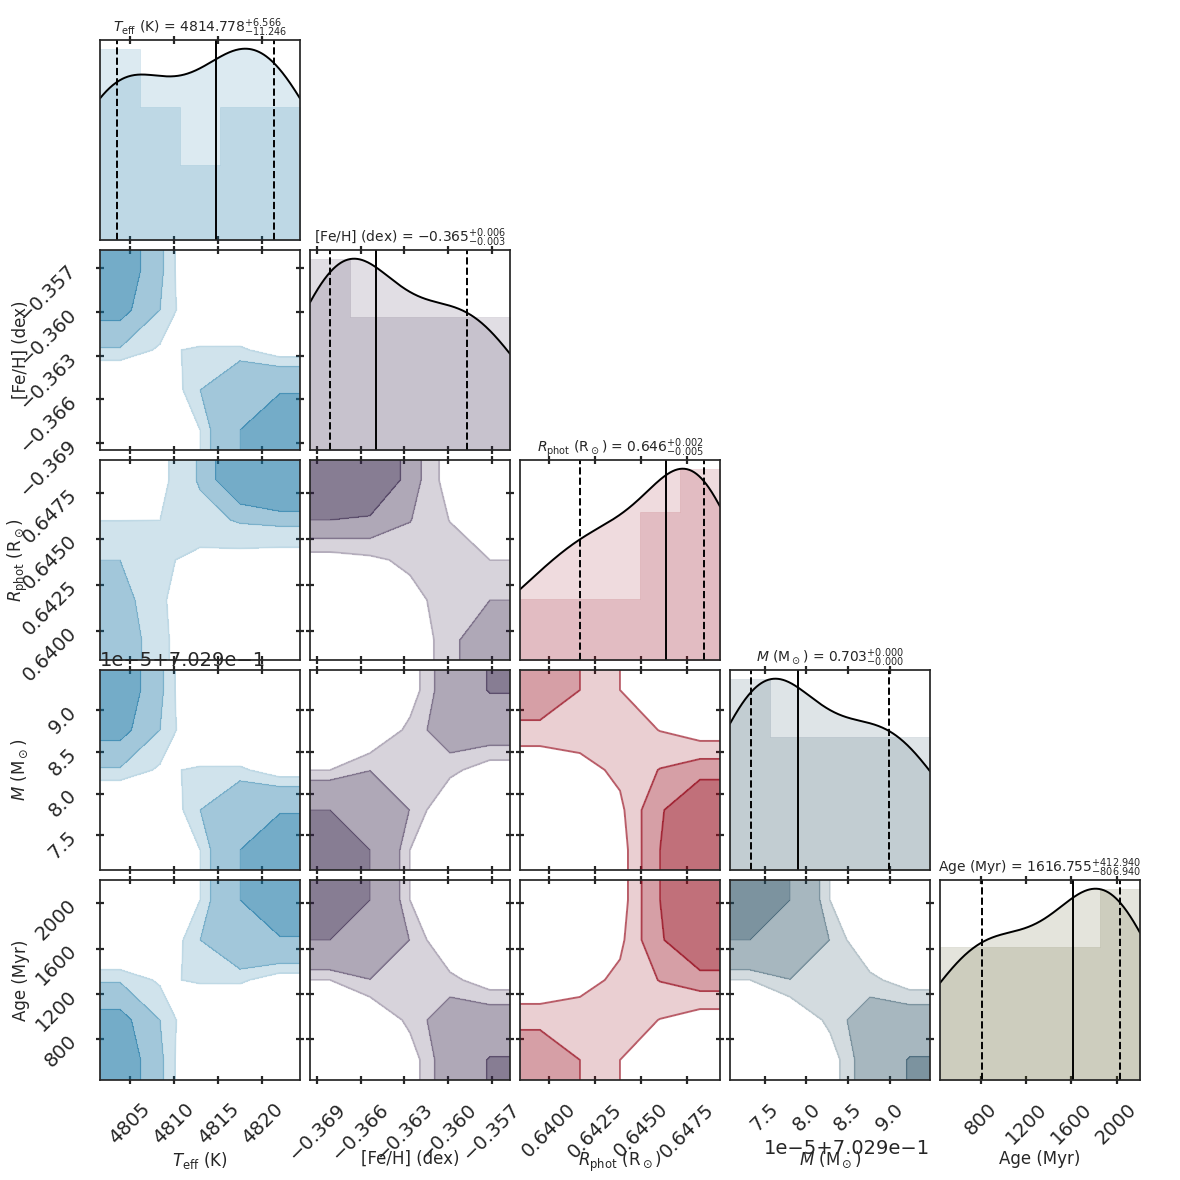 T_eff (K) = 4814.778 +6.566 −11.246
[Fe/H] (dex) = −0.365 +0.006 −0.003
[Fe/H] (dex)
−0.357
−0.360
−0.363
−0.366
−0.369
R_phot (R⊙) = 0.646 +0.002 −0.005
R_phot (R⊙)
0.6475
0.6450
0.6425
0.6400
1e−5+7.029e−1
M (M⊙) = 0.703 +0.000 −0.000
M (M⊙)
9.0
8.5
8.0
7.5
Age (Myr) = 1616.755 +412.940 −806.940
Age (Myr)
2000
1600
1200
800
4805 4810 4815 4820
−0.369 −0.366 −0.363 −0.360 −0.357
0.6400 0.6425 0.6450 0.6475
7.5 8.0 8.5 9.0
800 1200 1600 2000
1e−5+7.029e−1
T_eff (K)
[Fe/H] (dex)
R_phot (R⊙)
M (M⊙)
Age (Myr)